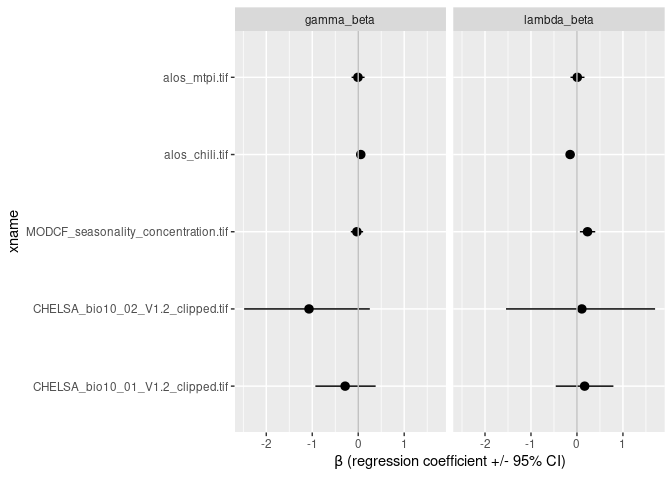 gamma_beta
lambda_beta
alos_mtpi.tif
alos_chili.tif
MODCF_seasonality_concentration.tif
CHELSA_bio10_02_V1.2_clipped.tif
CHELSA_bio10_01_V1.2_clipped.tif
xname
-2 -1 0 1
-2 -1 0 1
β (regression coefficient +/- 95% CI)